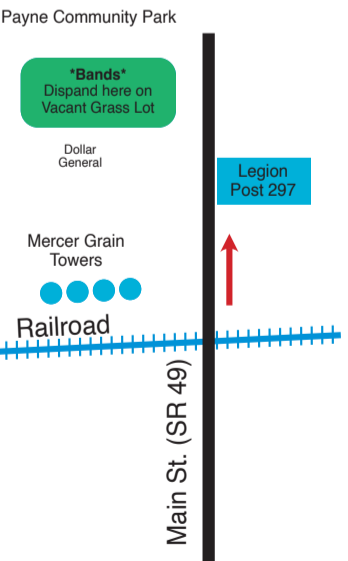 Payne Community Park
*Bands*
Dispand here on
Vacant Grass Lot
Dollar
General
Legion
Post 297
Mercer Grain
Towers
Railroad
Main St. (SR 49)